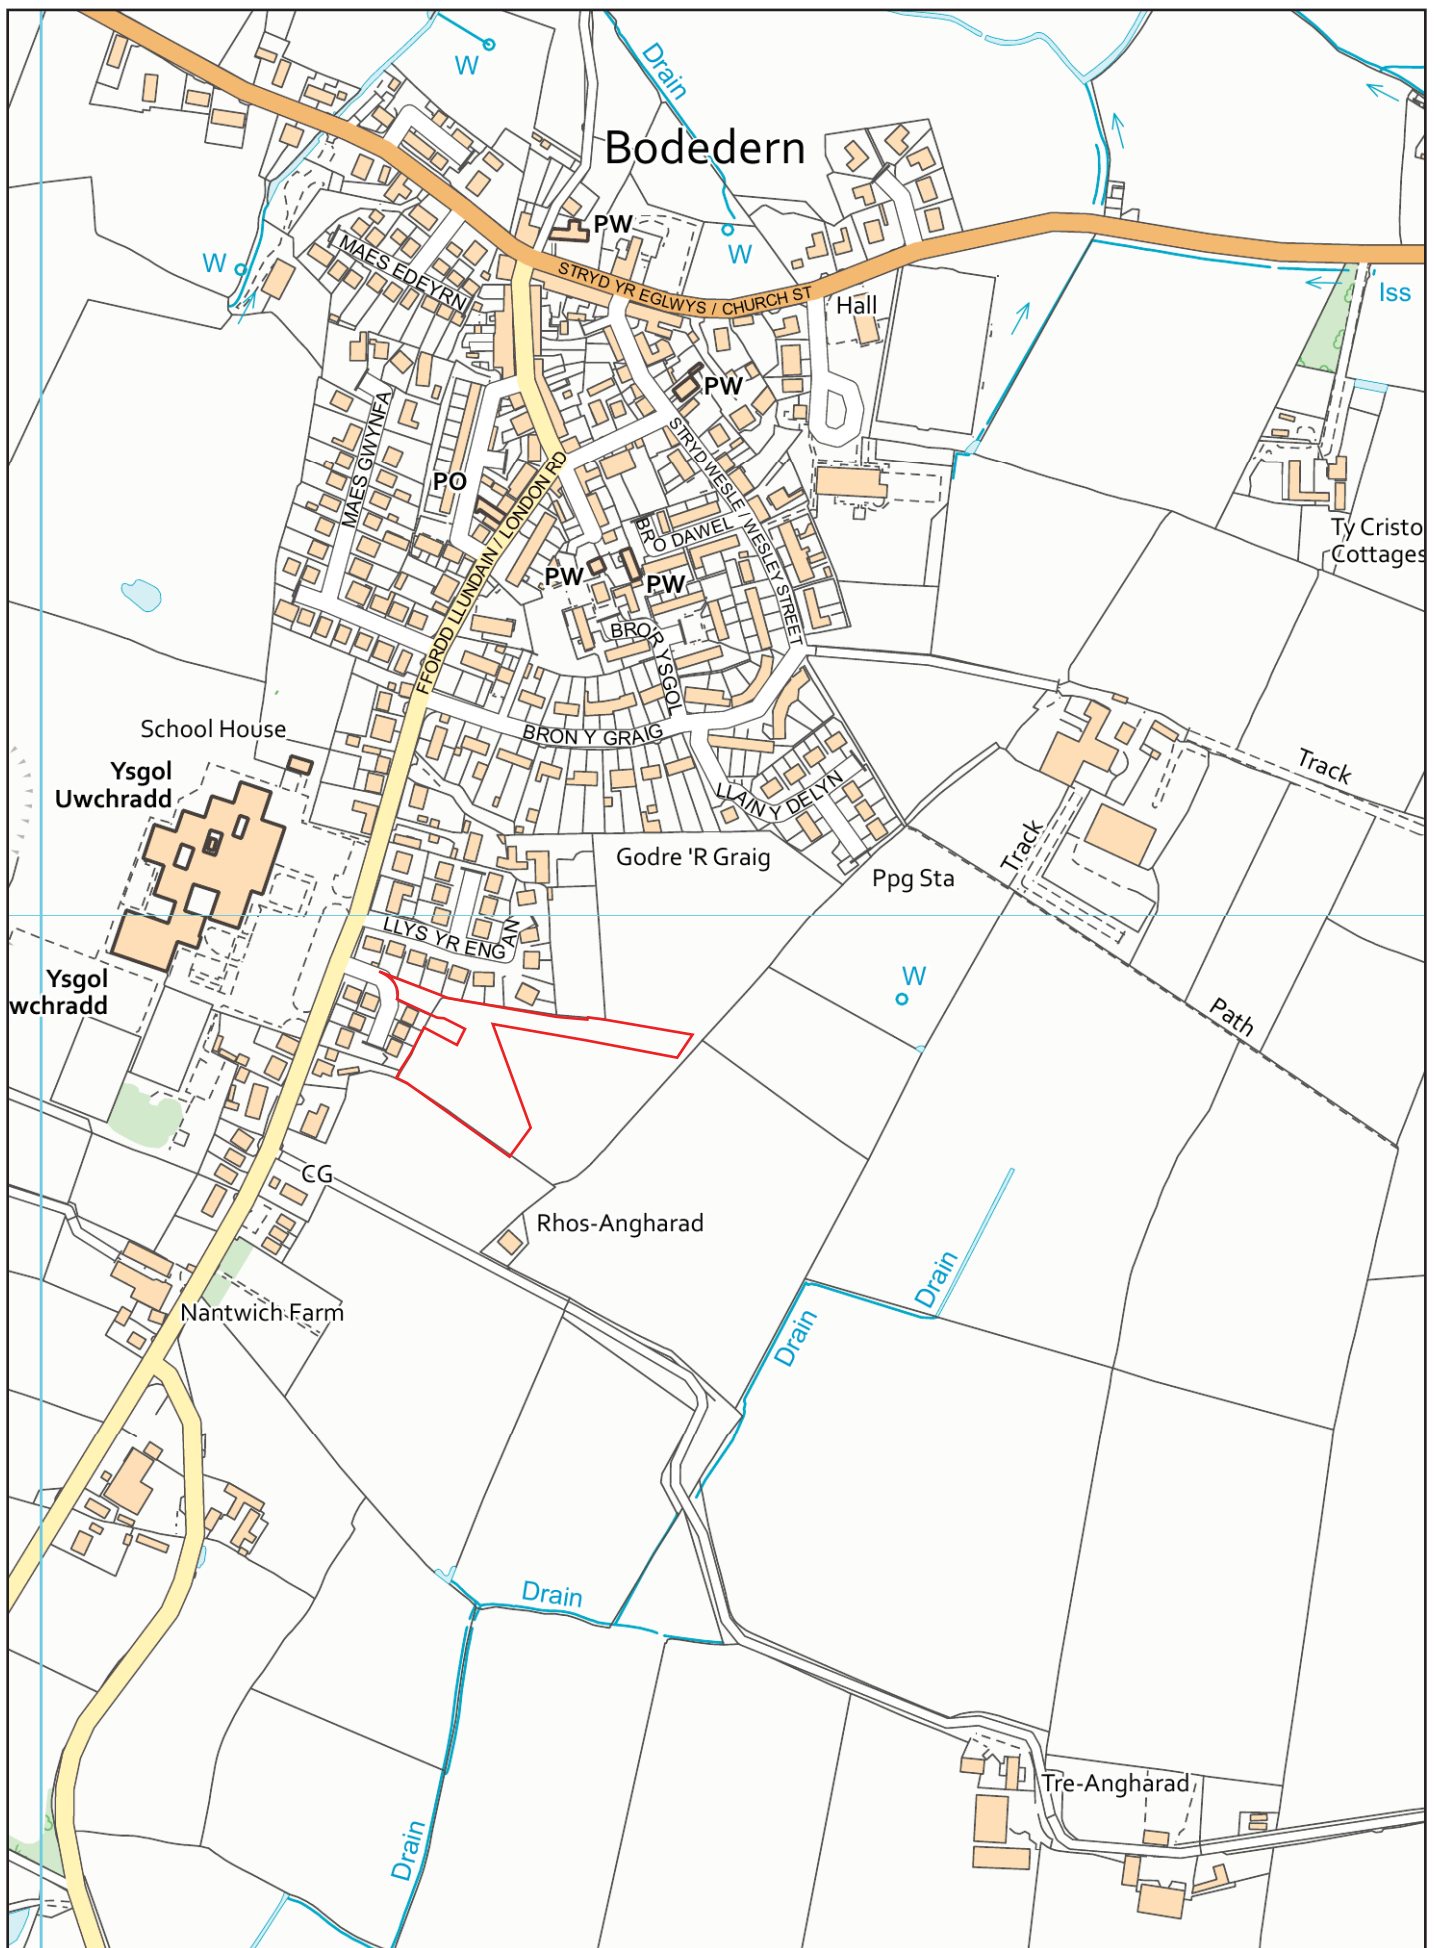 W
Drain
Bodedern
PW
W
W
MAES EDEYRN
STRYD YR EGLWYS / CHURCH ST
Iss
Hall
PW
MAES GWYNFA
STRYD WESLE / WESLEY STREET
PO
FFORDD LLUNDAIN / LONDON RD
BRO DAWEL
Ty Cristo
Cottages
PW
PW
BRO'R YSGOL
School House
BRON Y GRAIG
Ysgol
Uwchradd
Track
LLAIN Y DELYN
Track
Godre 'R Graig
Ppg Sta
LLYS YR ENGAN
W
Ysgol
wchradd
Path
CG
Rhos-Angharad
Drain
Nantwich Farm
Drain
Drain
Tre-Angharad
Drain